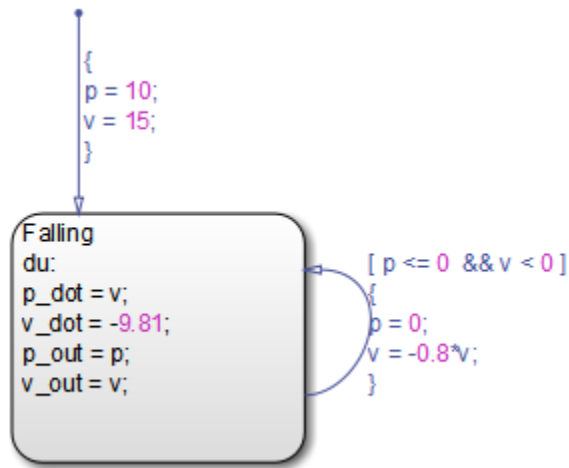 {
p = 10;
v = 15;
}
Falling
du:
p_dot = v;
v_dot = -9.81;
p_out = p;
v_out = v;
[ p <= 0 && v < 0 ]
{
p = 0;
v = -0.8*v;
}